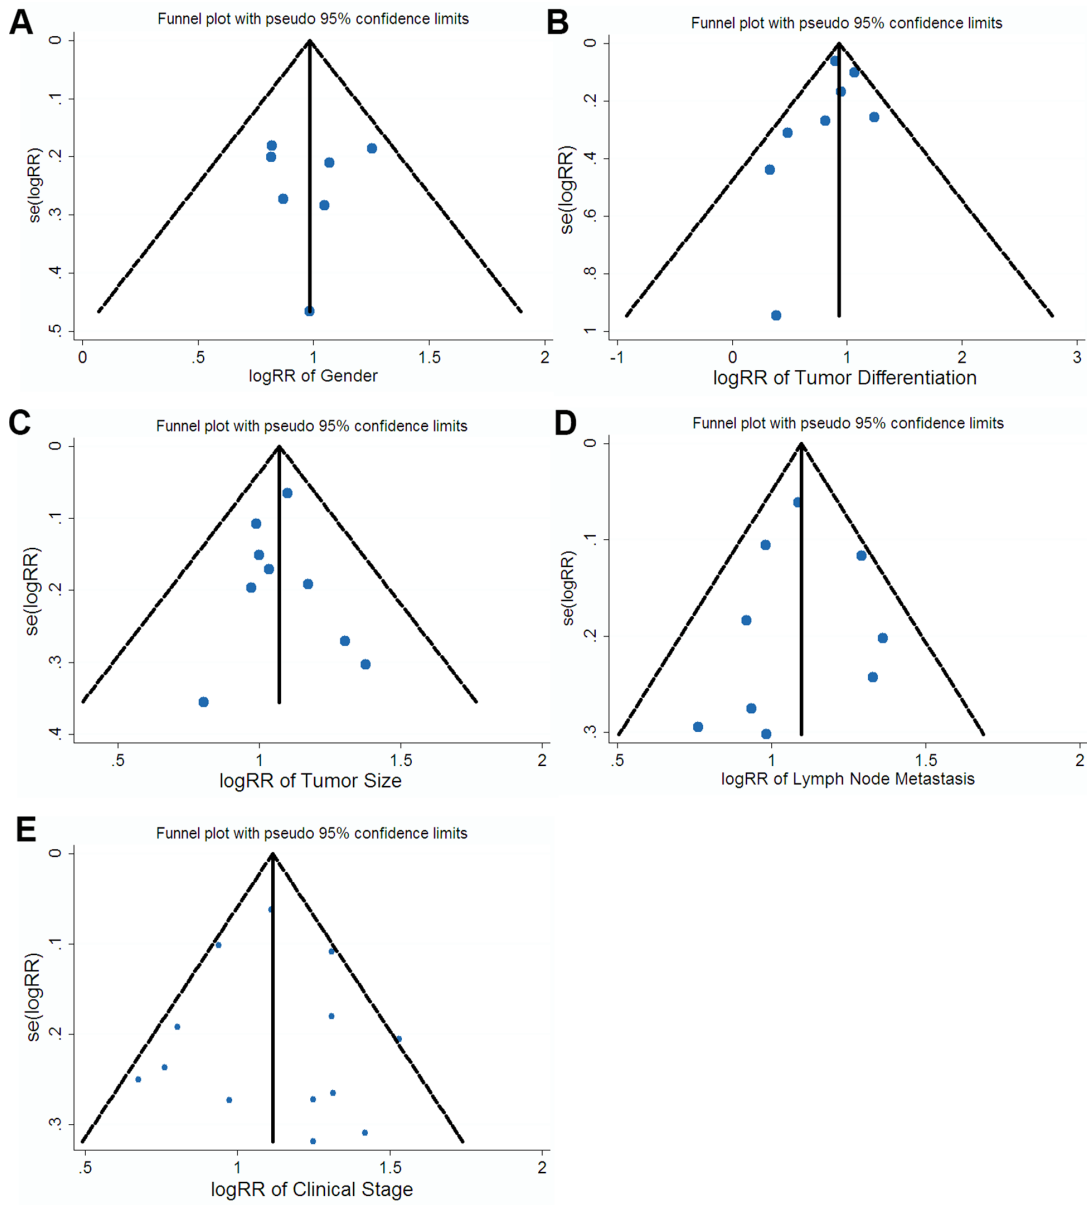 A
Funnel plot with pseudo 95% confidence limits
se(logRR)
0
.1
.2
.3
.4
.5
0 .5 1 1.5 2
logRR of Gender
B
Funnel plot with pseudo 95% confidence limits
se(logRR)
0
.2
.4
.6
.8
1
-1 0 1 2 3
logRR of Tumor Differentiation
C
Funnel plot with pseudo 95% confidence limits
se(logRR)
0
.1
.2
.3
.4
.5 1 1.5 2
logRR of Tumor Size
D
Funnel plot with pseudo 95% confidence limits
se(logRR)
0
.1
.2
.3
.5 1 1.5 2
logRR of Lymph Node Metastasis
E
Funnel plot with pseudo 95% confidence limits
se(logRR)
0
.1
.2
.3
.5 1 1.5 2
logRR of Clinical Stage